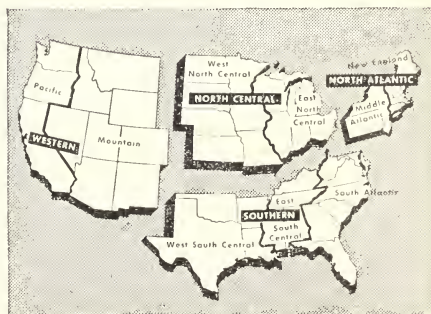 West
North Central
New England
NORTH ATLANTIC
Pacific
NORTH CENTRAL
East
North
Central
Middle
Atlantic
WESTERN
Mountain
East
South Atlantic
SOUTHERN
South
Central
West South Central